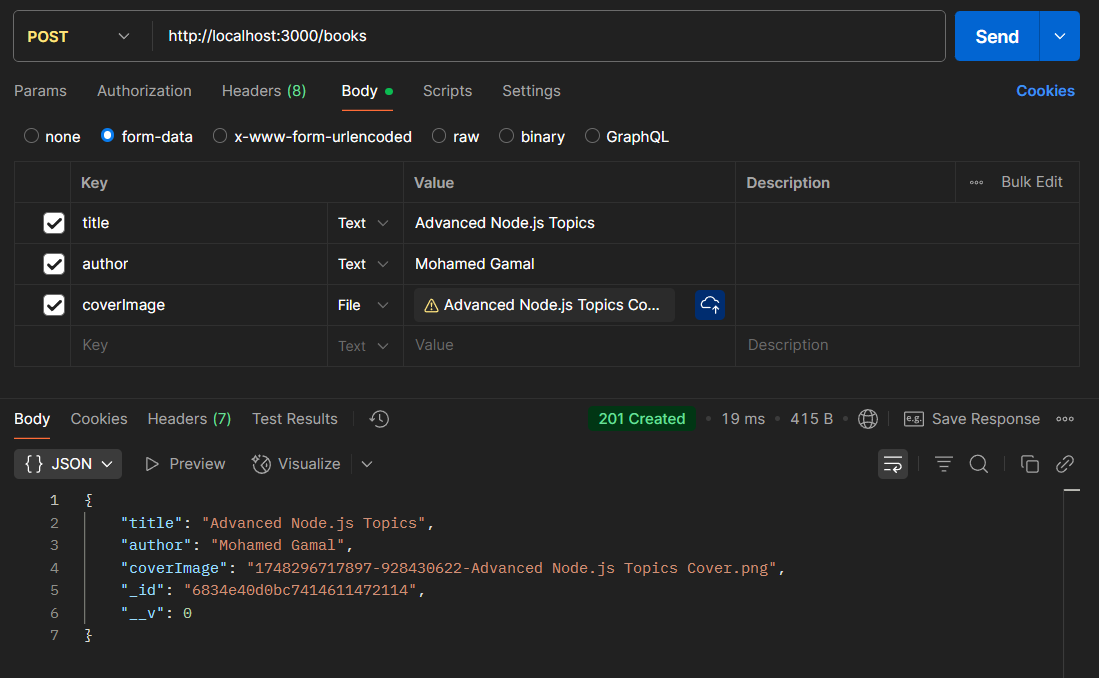 POST http://localhost:3000/books Send
Params Authorization Headers (8) Body Scripts Settings Cookies
none form-data x-www-form-urlencoded raw binary GraphQL
Key Value Description Bulk Edit
title Text Advanced Node.js Topics
author Text Mohamed Gamal
coverImage File Advanced Node.js Topics Co...
Key Text Value Description
Body Cookies Headers (7) Test Results 201 Created 19 ms 415 B e.g. Save Response
{} JSON Preview Visualize
1 {
2 "title": "Advanced Node.js Topics",
3 "author": "Mohamed Gamal",
4 "coverImage": "1748296717897-928430622-Advanced Node.js Topics Cover.png",
5 "_id": "6834e40d0bc7414611472114",
6 "__v": 0
7 }